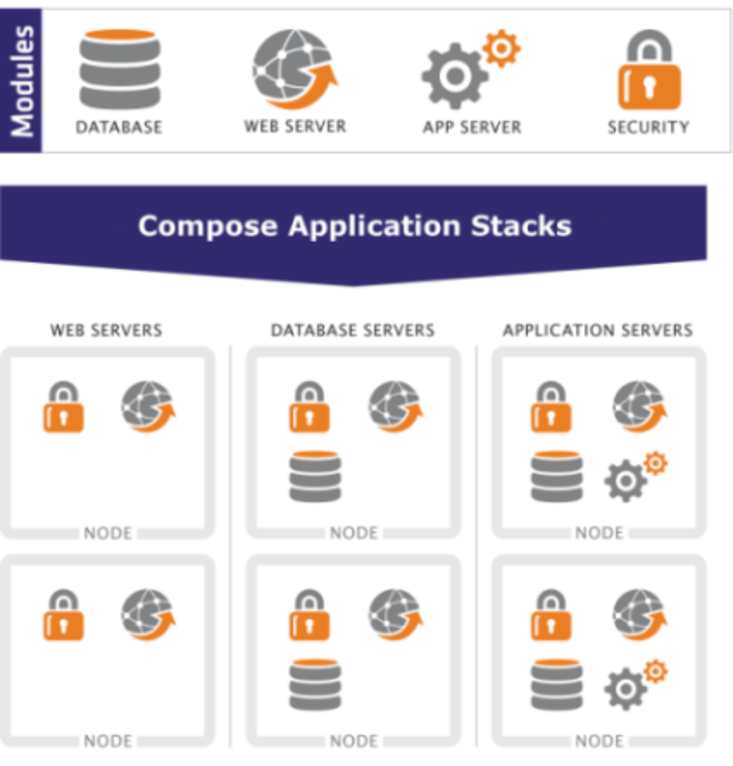 Modules
DATABASE
WEB SERVER
APP SERVER
SECURITY
Compose Application Stacks
WEB SERVERS
DATABASE SERVERS
APPLICATION SERVERS
NODE
NODE
NODE
NODE
NODE
NODE